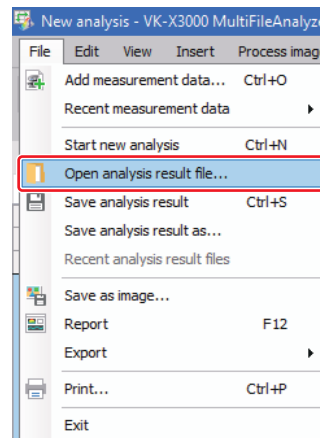 New analysis - VK-X3000 MultiFileAnalyze
File Edit View Insert Process imag
Add measurement data... Ctrl+O
Recent measurement data
Start new analysis Ctrl+N
Open analysis result file...
Save analysis result Ctrl+S
Save analysis result as...
Recent analysis result files
Save as image...
Report F12
Export
Print... Ctrl+P
Exit